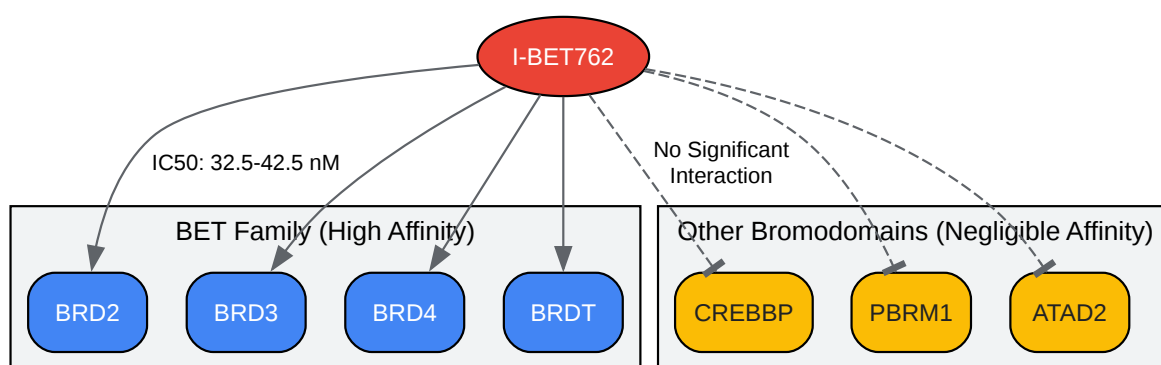 I-BET762
IC50: 32.5-42.5 nM
No Significant
Interaction
BET Family (High Affinity)
Other Bromodomains (Negligible Affinity)
BRD2
BRD3
BRD4
BRDT
CREBBP
PBRM1
ATAD2